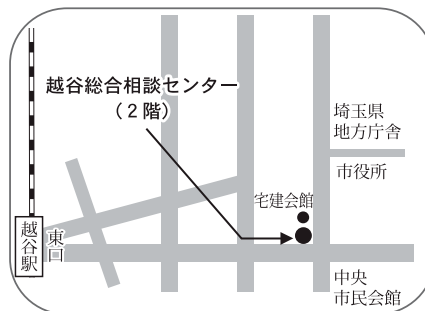 越谷総合相談センター
（２階）
埼玉県
地方庁舎
市役所
宅建会館
越谷駅
東口
中央
市民会館